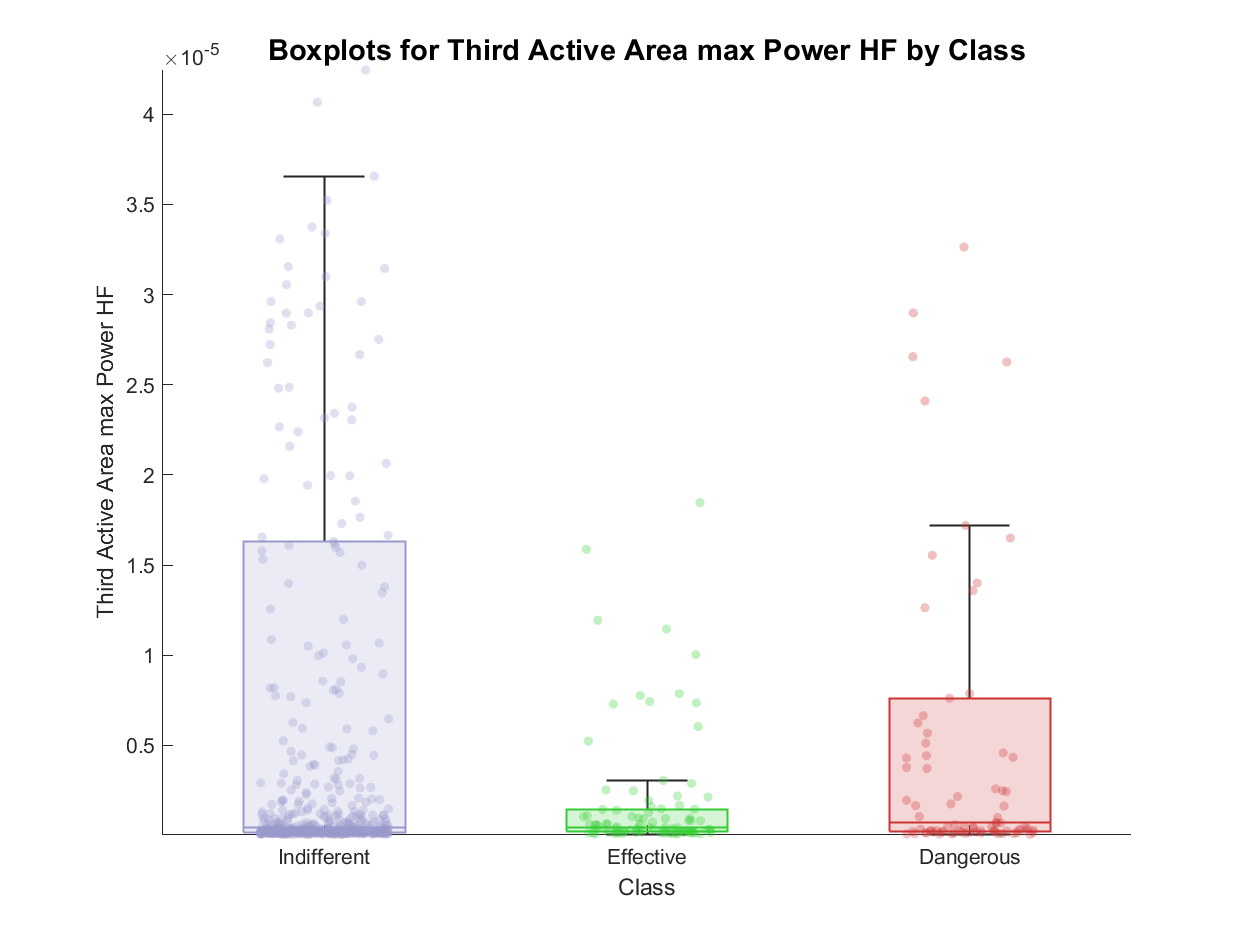 Boxplots for Third Active Area max Power HF by Class
×10-5
4
3.5
3
2.5
2
1.5
1
0.5
Third Active Area max Power HF
Indifferent Effective Dangerous
Class